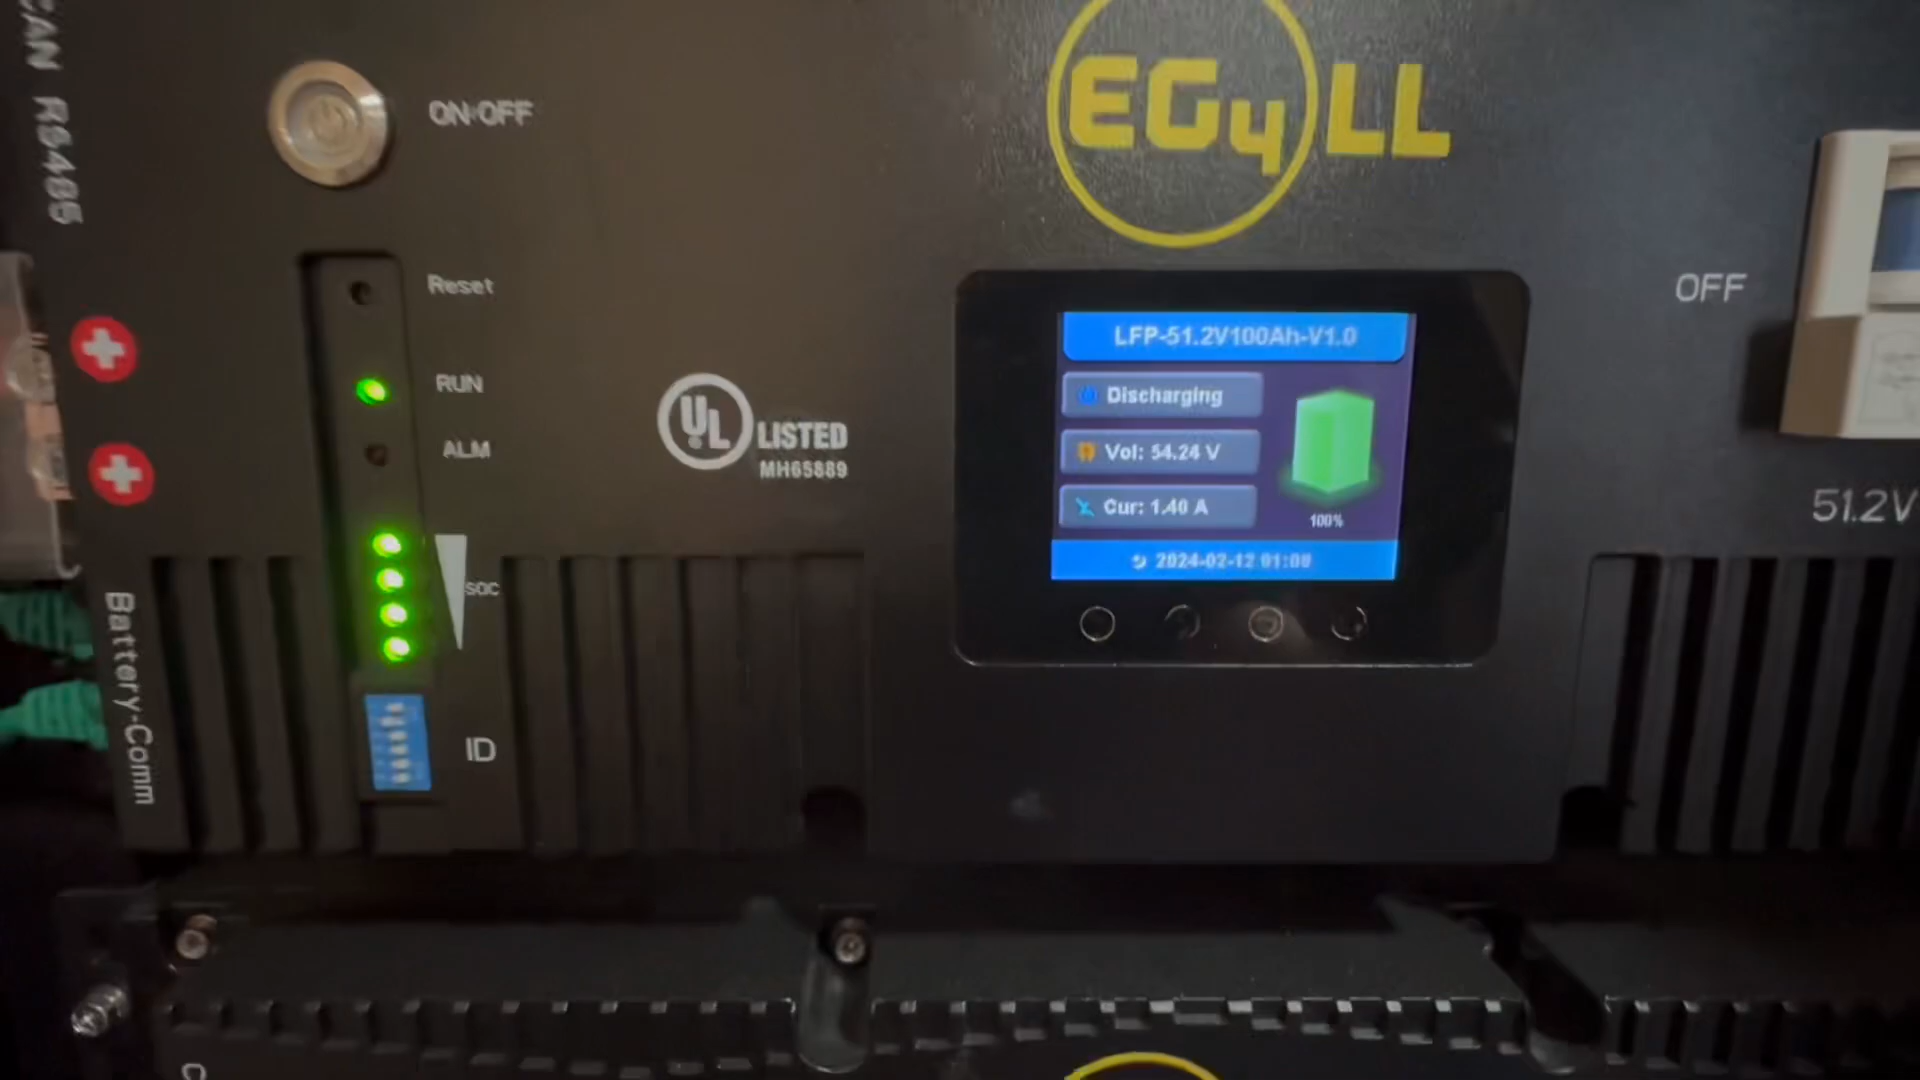 CAN RS485
ON/OFF
Reset
RUN
ALM
SOC
ID
Battery-Comm
UL LISTED
MH65889
EG4 LL
LFP-51.2V100Ah-V1.0
Discharging
Vol: 54.24 V
Cur: 1.40 A
100%
2024-02-12 01:00
OFF
51.2V